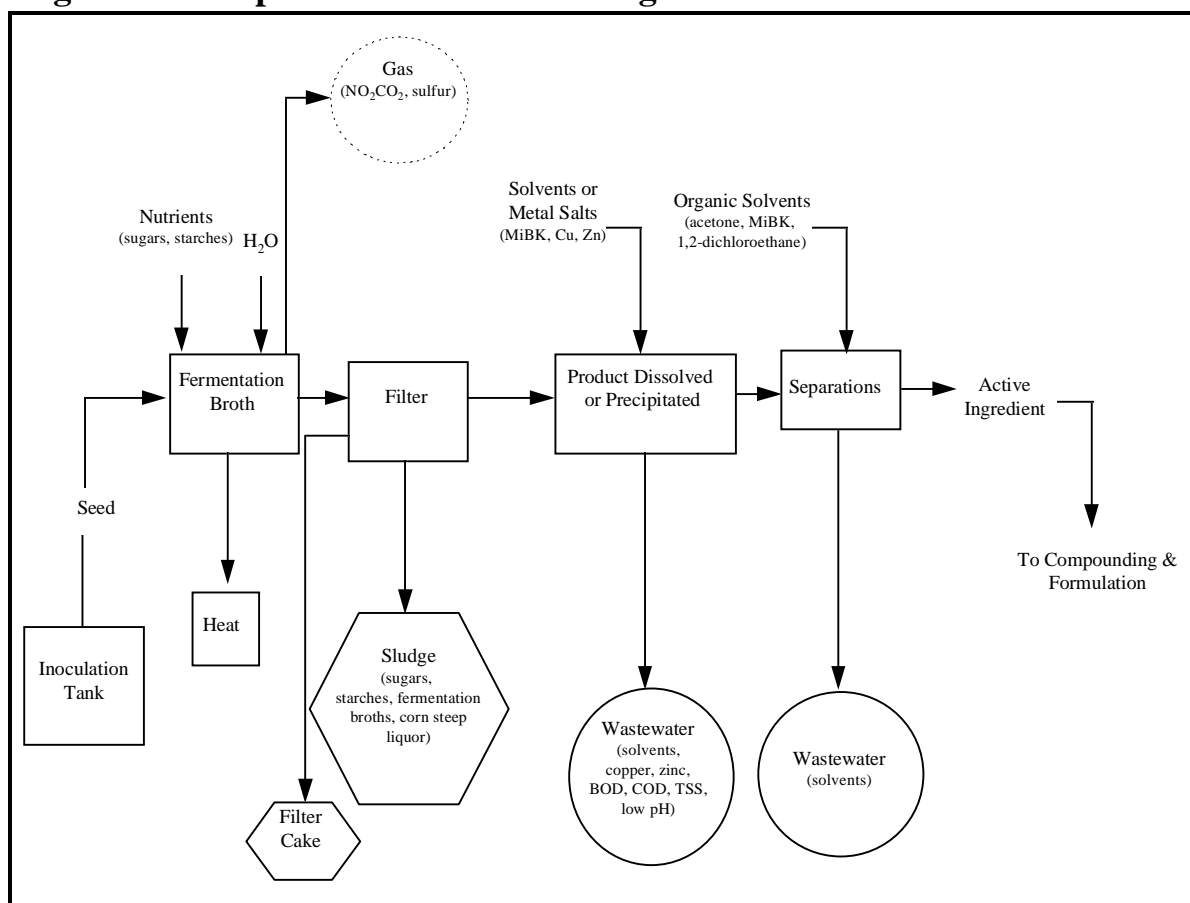 Gas
(NO₂CO₂, sulfur)
Solvents or
Metal Salts
(MiBK, Cu, Zn)
Organic Solvents
(acetone, MiBK,
1,2-dichloroethane)
Nutrients
(sugars, starches)
H₂O
Fermentation
Broth
Filter
Product Dissolved
or Precipitated
Separations
Active
Ingredient
Seed
To Compounding &
Formulation
Heat
Inoculation
Tank
Sludge
(sugars,
starches, fermentation
broths, corn steep
liquor)
Wastewater
(solvents,
copper, zinc,
BOD, COD, TSS,
low pH)
Wastewater
(solvents)
Filter
Cake